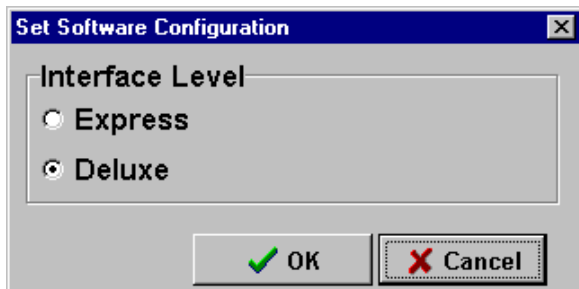 Set Software Configuration
Interface Level
Express
Deluxe
OK Cancel